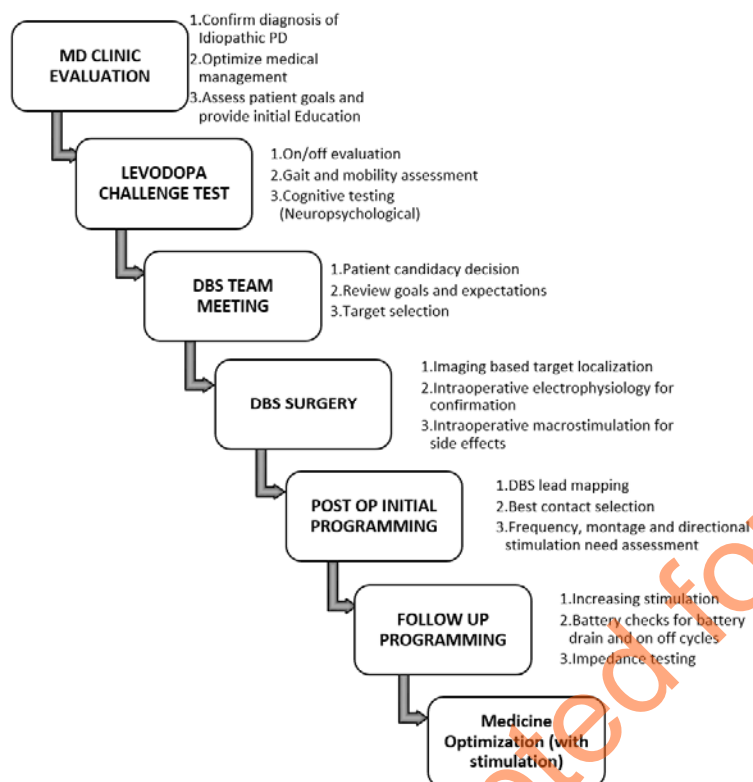 MD CLINIC
EVALUATION
1.Confirm diagnosis of
Idiopathic PD
2.Optimize medical
management
3.Assess patient goals and
provide initial Education
LEVODOPA
CHALLENGE TEST
1.On/off evaluation
2.Gait and mobility assessment
3.Cognitive testing
(Neuropsychological)
DBS TEAM
MEETING
1.Patient candidacy decision
2.Review goals and expectations
3.Target selection
DBS SURGERY
1.Imaging based target localization
2.Intraoperative electrophysiology for
confirmation
3.Intraoperative macrostimulation for
side effects
POST OP INITIAL
PROGRAMMING
1.DBS lead mapping
2.Best contact selection
3.Frequency, montage and directional
stimulation need assessment
FOLLOW UP
PROGRAMMING
1.Increasing stimulation
2.Battery checks for battery
drain and on off cycles
3.Impedance testing
Medicine
Optimization (with
stimulation)